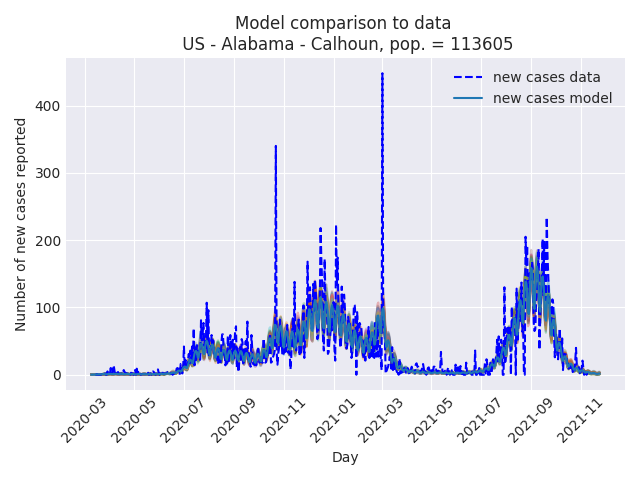 Model comparison to data
US - Alabama - Calhoun, pop. = 113605
new cases data
new cases model
Number of new cases reported
400
300
200
100
0
2020-03
2020-05
2020-07
2020-09
2020-11
2021-01
2021-03
2021-05
2021-07
2021-09
2021-11
Day